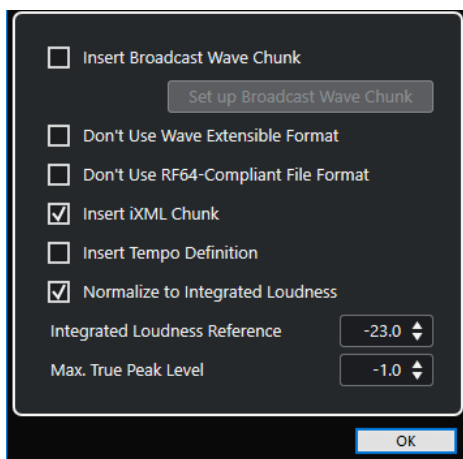 Insert Broadcast Wave Chunk
Set up Broadcast Wave Chunk
Don't Use Wave Extensible Format
Don't Use RF64-Compliant File Format
Insert iXML Chunk
Insert Tempo Definition
Normalize to Integrated Loudness
Integrated Loudness Reference -23.0
Max. True Peak Level -1.0
OK